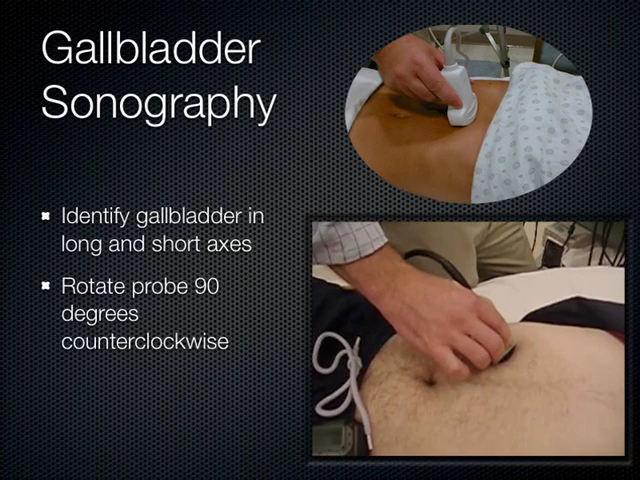 Gallbladder
Sonography
Identify gallbladder in
long and short axes
Rotate probe 90
degrees
counterclockwise